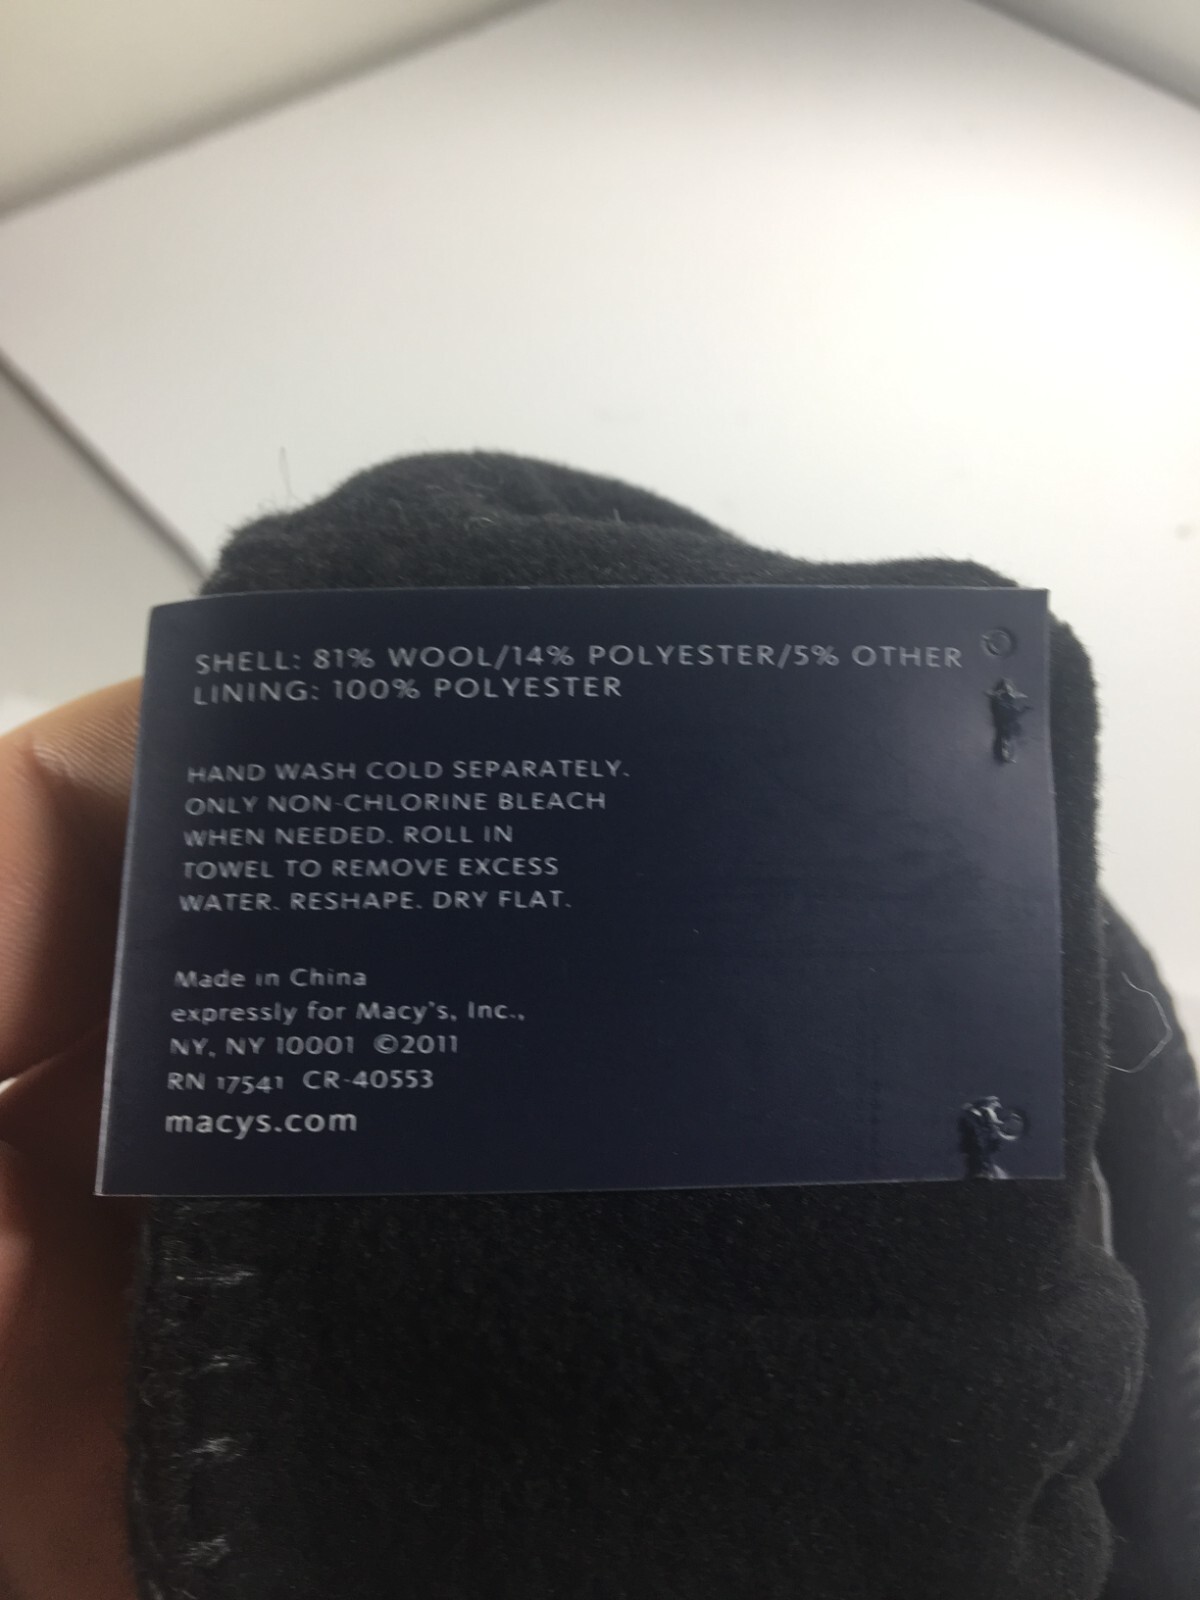 SHELL: 81% WOOL/14% POLYESTER/5% OTHER
LINING: 100% POLYESTER
HAND WASH COLD SEPARATELY.
ONLY NON-CHLORINE BLEACH
WHEN NEEDED. ROLL IN
TOWEL TO REMOVE EXCESS
WATER. RESHAPE. DRY FLAT.
Made in China
expressly for Macy's, Inc.,
NY, NY 10001 ©2011
RN 17541 CR-40553
macys.com